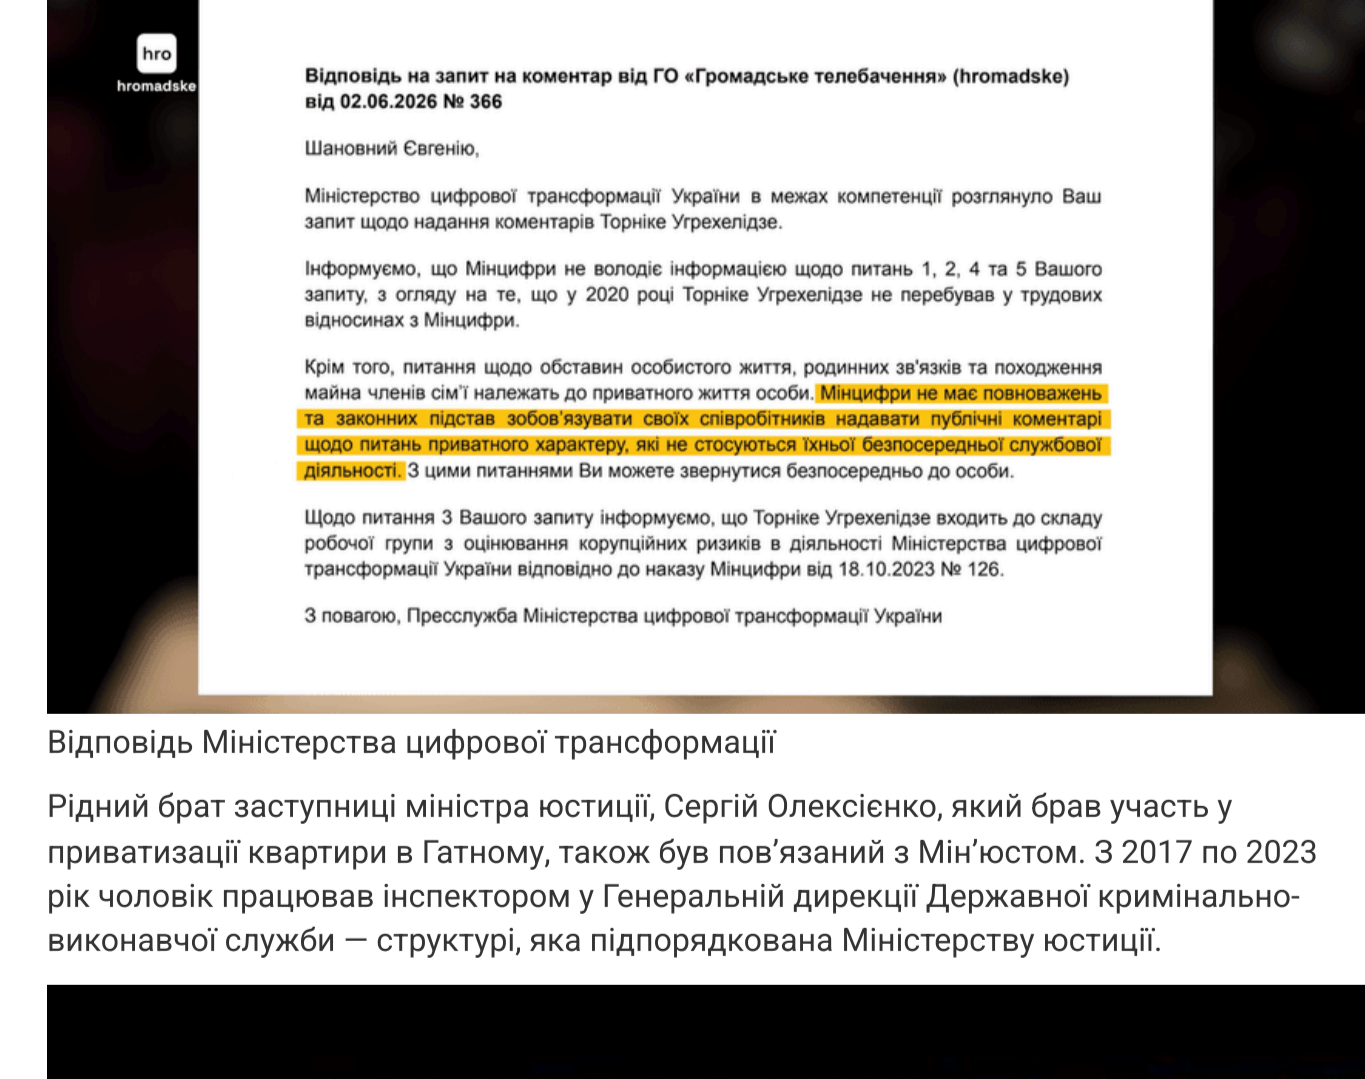 hro
hromadske
Відповідь на запит на коментар від ГО «Громадське телебачення» (hromadske)
від 02.06.2026 № 366
Шановний Євгенію,
Міністерство цифрової трансформації України в межах компетенції розглянуло Ваш
запит щодо надання коментарів Торніке Угрехелідзе.
Інформуємо, що Мінцифри не володіє інформацією щодо питань 1, 2, 4 та 5 Вашого
запиту, з огляду на те, що у 2020 році Торніке Угрехелідзе не перебував у трудових
відносинах з Мінцифри.
Крім того, питання щодо обставин особистого життя, родинних зв'язків та походження
майна членів сім'ї належать до приватного життя особи. Мінцифри не має повноважень
та законних підстав зобов'язувати своїх співробітників надавати публічні коментарі
щодо питань приватного характеру, які не стосуються їхньої безпосередньої службової
діяльності. З цими питаннями Ви можете звернутися безпосередньо до особи.
Щодо питання 3 Вашого запиту інформуємо, що Торніке Угрехелідзе входить до складу
робочої групи з оцінювання корупційних ризиків в діяльності Міністерства цифрової
трансформації України відповідно до наказу Мінцифри від 18.10.2023 № 126.
З повагою, Пресслужба Міністерства цифрової трансформації України
Відповідь Міністерства цифрової трансформації
Рідний брат заступниці міністра юстиції, Сергій Олексієнко, який брав участь у
приватизації квартири в Гатному, також був пов’язаний з Мін’юстом. З 2017 по 2023
рік чоловік працював інспектором у Генеральній дирекції Державної кримінально-
виконавчої служби — структурі, яка підпорядкована Міністерству юстиції.